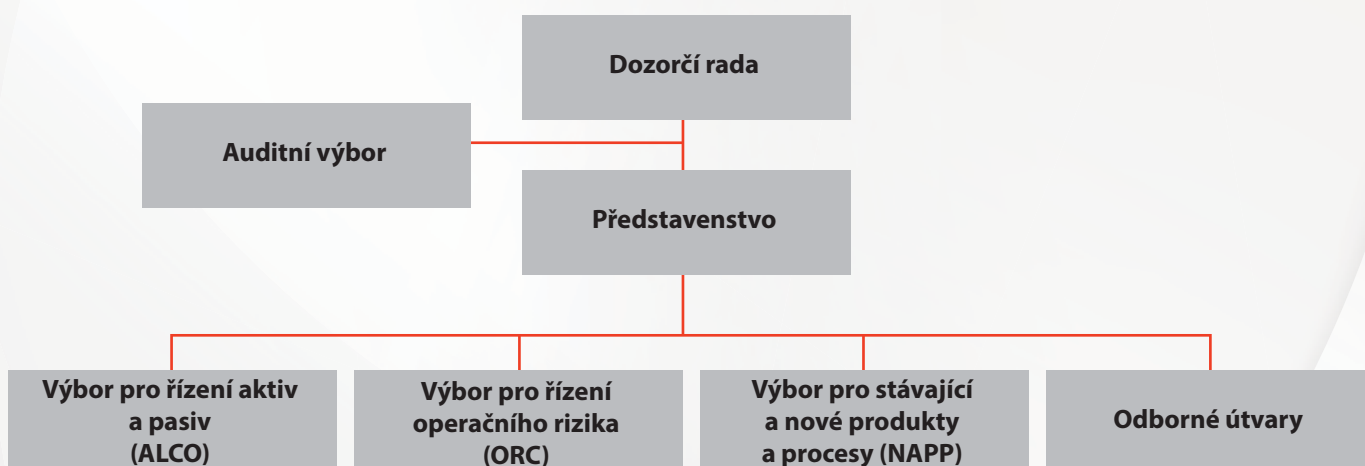 Dozorčí rada
Auditní výbor
Představenstvo
Výbor pro řízení aktiv
a pasiv
(ALCO)
Výbor pro řízení
operačního rizika
(ORC)
Výbor pro stávající
a nové produkty
a procesy (NAPP)
Odborné útvary